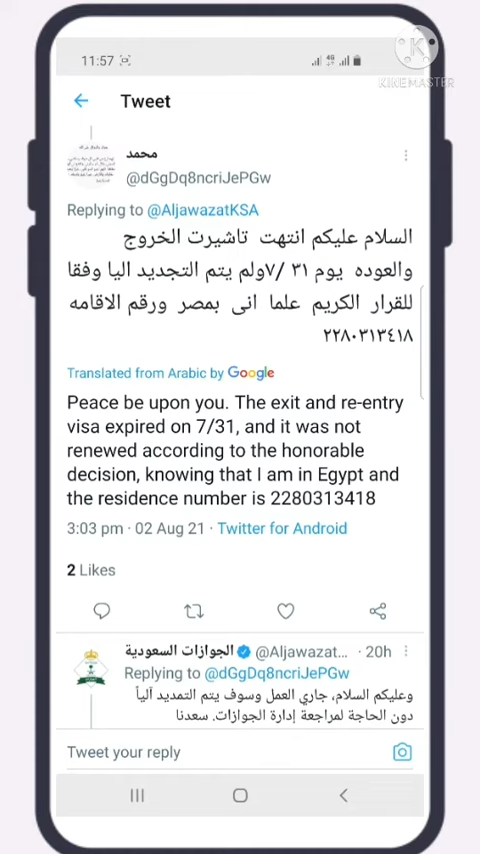 11:57
4G
KINEMASTER
Tweet
محمد
@dGgDq8ncriJePGw
Replying to @AljawazatKSA
السلام عليكم انتهت تاشيرت الخروج
والعوده يوم ٣١ /٧ولم يتم التجديد اليا وفقا
للقرار الكريم علما انى بمصر ورقم الاقامه
٢٢٨٠٣١٣٤١٨
Translated from Arabic by Google
Peace be upon you. The exit and re-entry
visa expired on 7/31, and it was not
renewed according to the honorable
decision, knowing that I am in Egypt and
the residence number is 2280313418
3:03 pm · 02 Aug 21 · Twitter for Android
2 Likes
الجوازات السعودية @Aljawazat... · 20h
Replying to @dGgDq8ncriJePGw
وعليكم السلام، جاري العمل وسوف يتم التمديد آلياً
دون الحاجة لمراجعة إدارة الجوازات. سعدنا
Tweet your reply